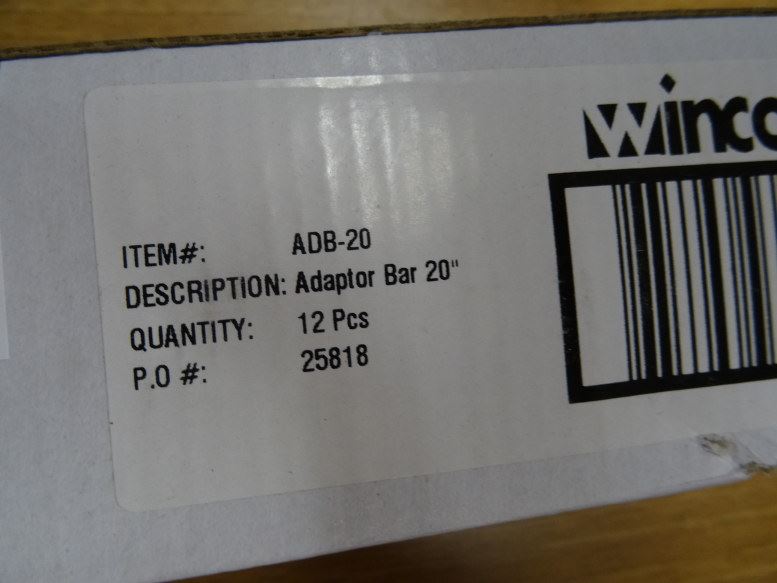 Winco
ITEM#: ADB-20
DESCRIPTION: Adaptor Bar 20"
QUANTITY: 12 Pcs
P.O #: 25818